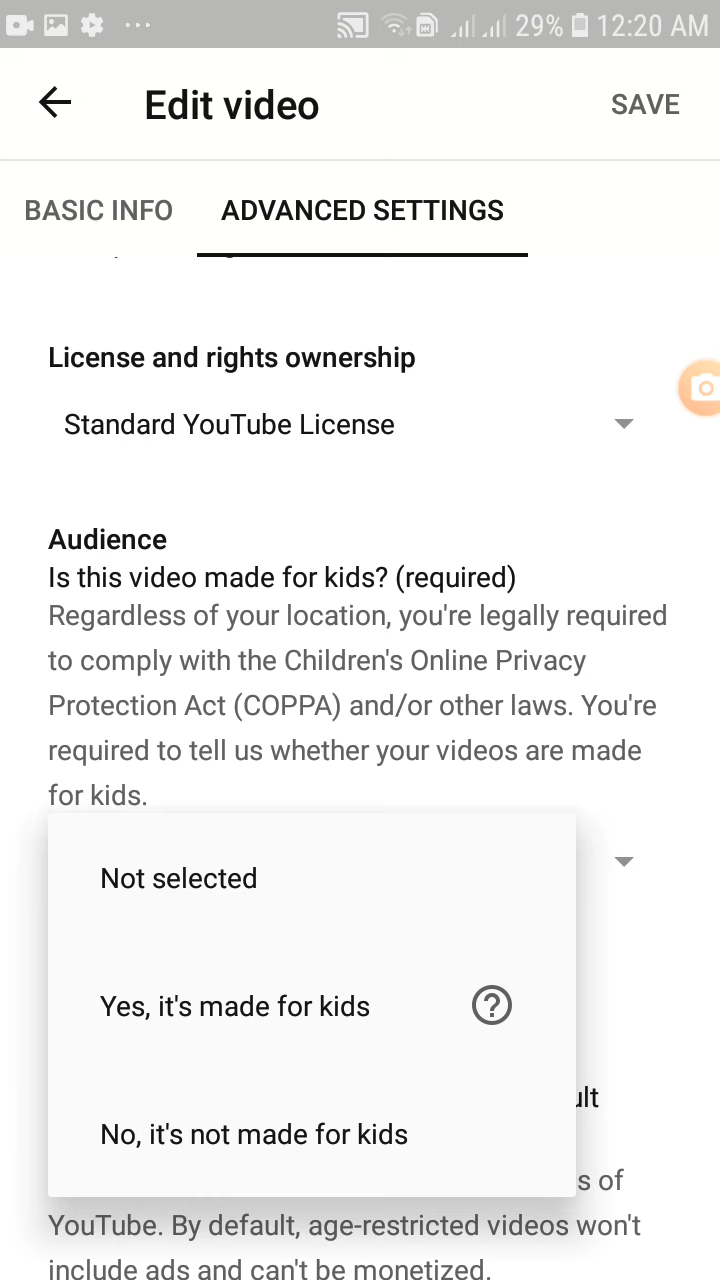 29% 12:20 AM
Edit video SAVE
BASIC INFO ADVANCED SETTINGS
License and rights ownership
Standard YouTube License
Audience
Is this video made for kids? (required)
Regardless of your location, you're legally required
to comply with the Children's Online Privacy
Protection Act (COPPA) and/or other laws. You're
required to tell us whether your videos are made
for kids.
Not selected
Yes, it's made for kids
No, it's not made for kids
s of
YouTube. By default, age-restricted videos won't
include ads and can't be monetized.